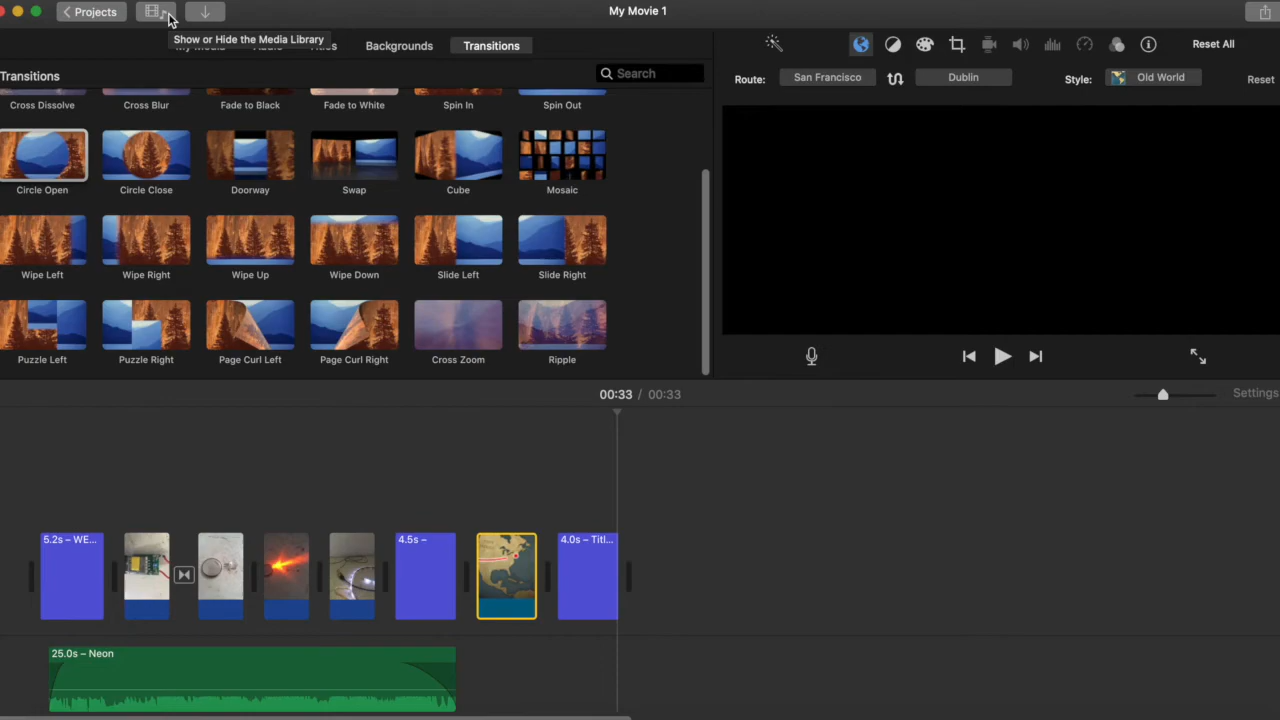 Projects
My Movie 1
Show or Hide the Media Library
Backgrounds
Transitions
Reset All
Transitions
Search
Route:
San Francisco
Dublin
Style:
Old World
Reset
Cross Dissolve
Cross Blur
Fade to Black
Fade to White
Spin In
Spin Out
Circle Open
Circle Close
Doorway
Swap
Cube
Mosaic
Wipe Left
Wipe Right
Wipe Up
Wipe Down
Slide Left
Slide Right
Puzzle Left
Puzzle Right
Page Curl Left
Page Curl Right
Cross Zoom
Ripple
00:33 / 00:33
Settings
5.2s – WE...
4.5s –
4.0s – Titl...
25.0s – Neon